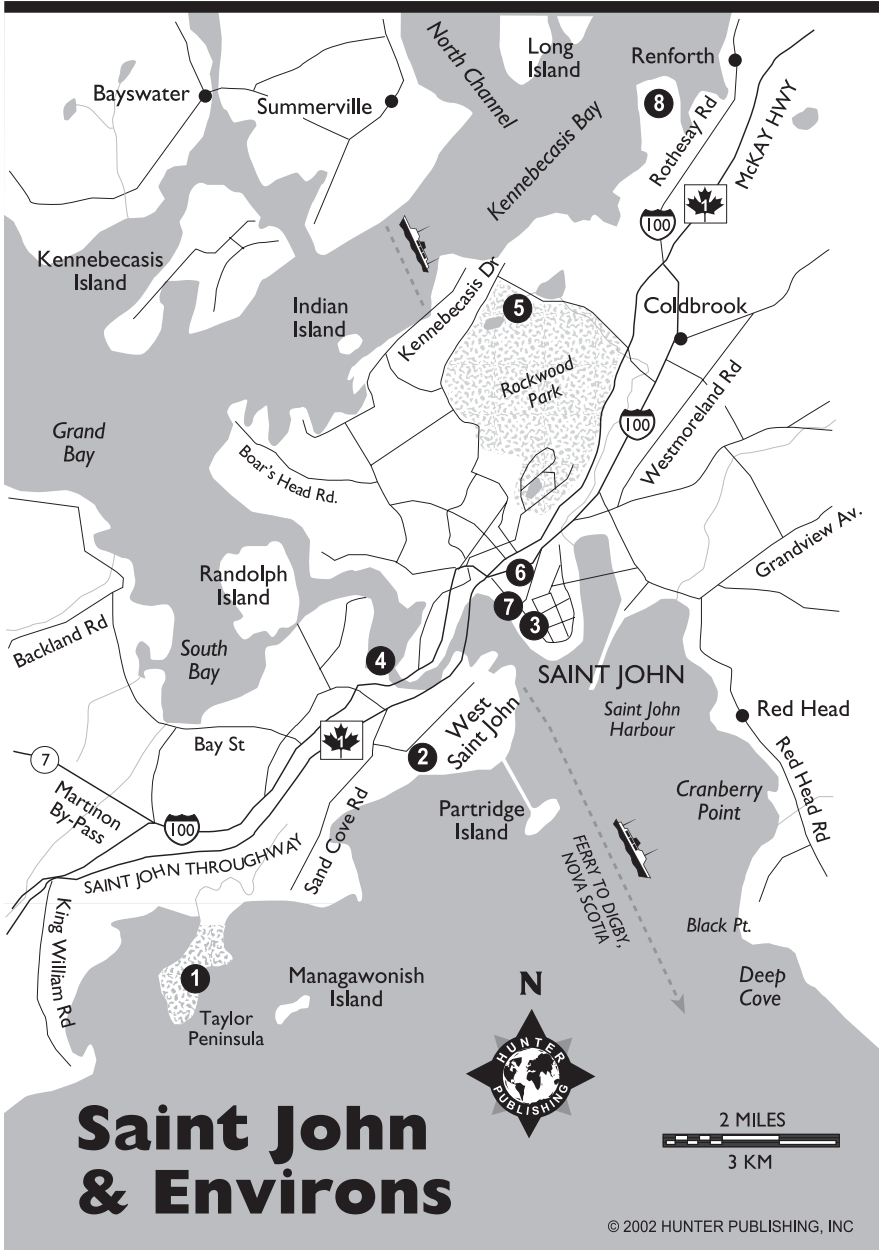 North Channel
Long
Island
Renforth
Bayswater
Summerville
8
Kennebecasis Bay
Rothesay Rd
McKAY HWY
1
100
Kennebecasis
Island
Indian
Island
Kennebecasis Dr
5
Coldbrook
Rockwood
Park
100
Westmoreland Rd
Grand
Bay
Boar's Head Rd.
Grandview Av.
Randolph
Island
6
7
3
Backland Rd
South
Bay
4
SAINT JOHN
Saint John
Harbour
Red Head
West
Saint John
Bay St
1
2
7
Martinon
By-Pass
100
Sand Cove Rd
Partridge
Island
Cranberry
Point
Red Head Rd
SAINT JOHN THROUGHWAY
FERRY TO DIGBY,
NOVA SCOTIA
King William Rd
Black Pt.
1
Managawonish
Island
Deep
Cove
Taylor
Peninsula
N
HUNTER
PUBLISHING
Saint John
& Environs
2 MILES
3 KM
© 2002 HUNTER PUBLISHING, INC